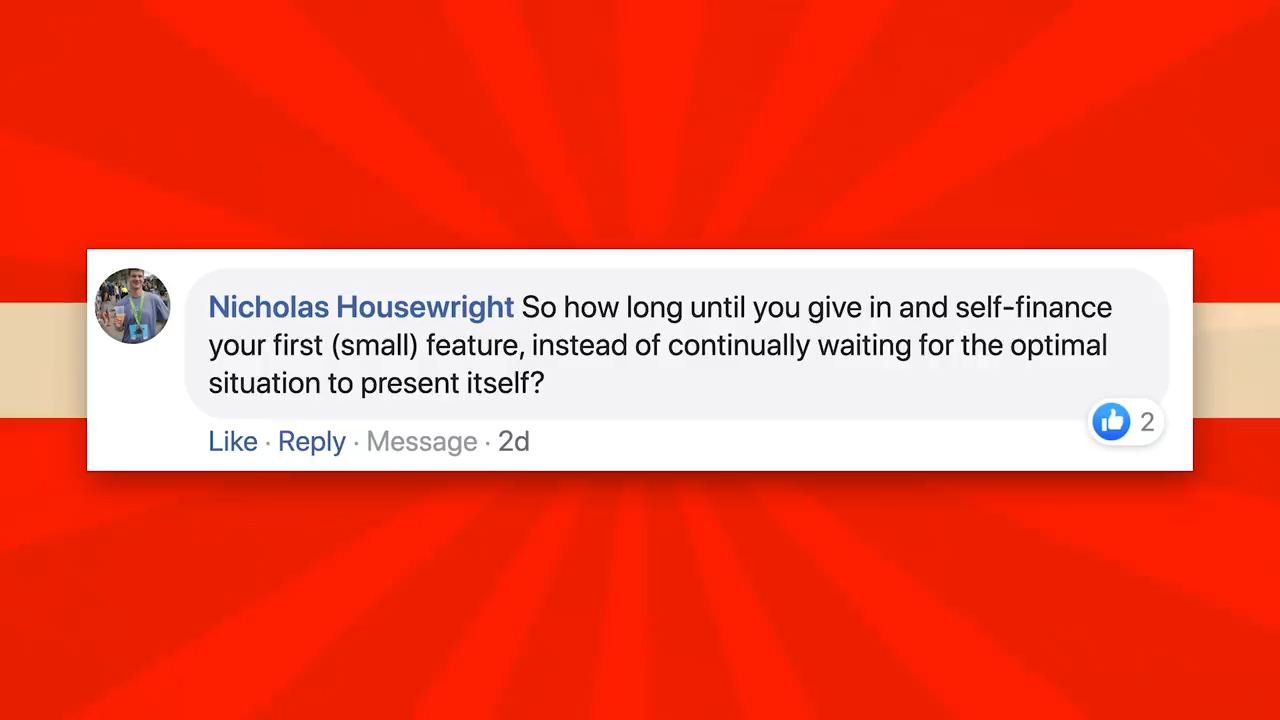 Nicholas Housewright So how long until you give in and self-finance
your first (small) feature, instead of continually waiting for the optimal
situation to present itself?
2
Like · Reply · Message · 2d